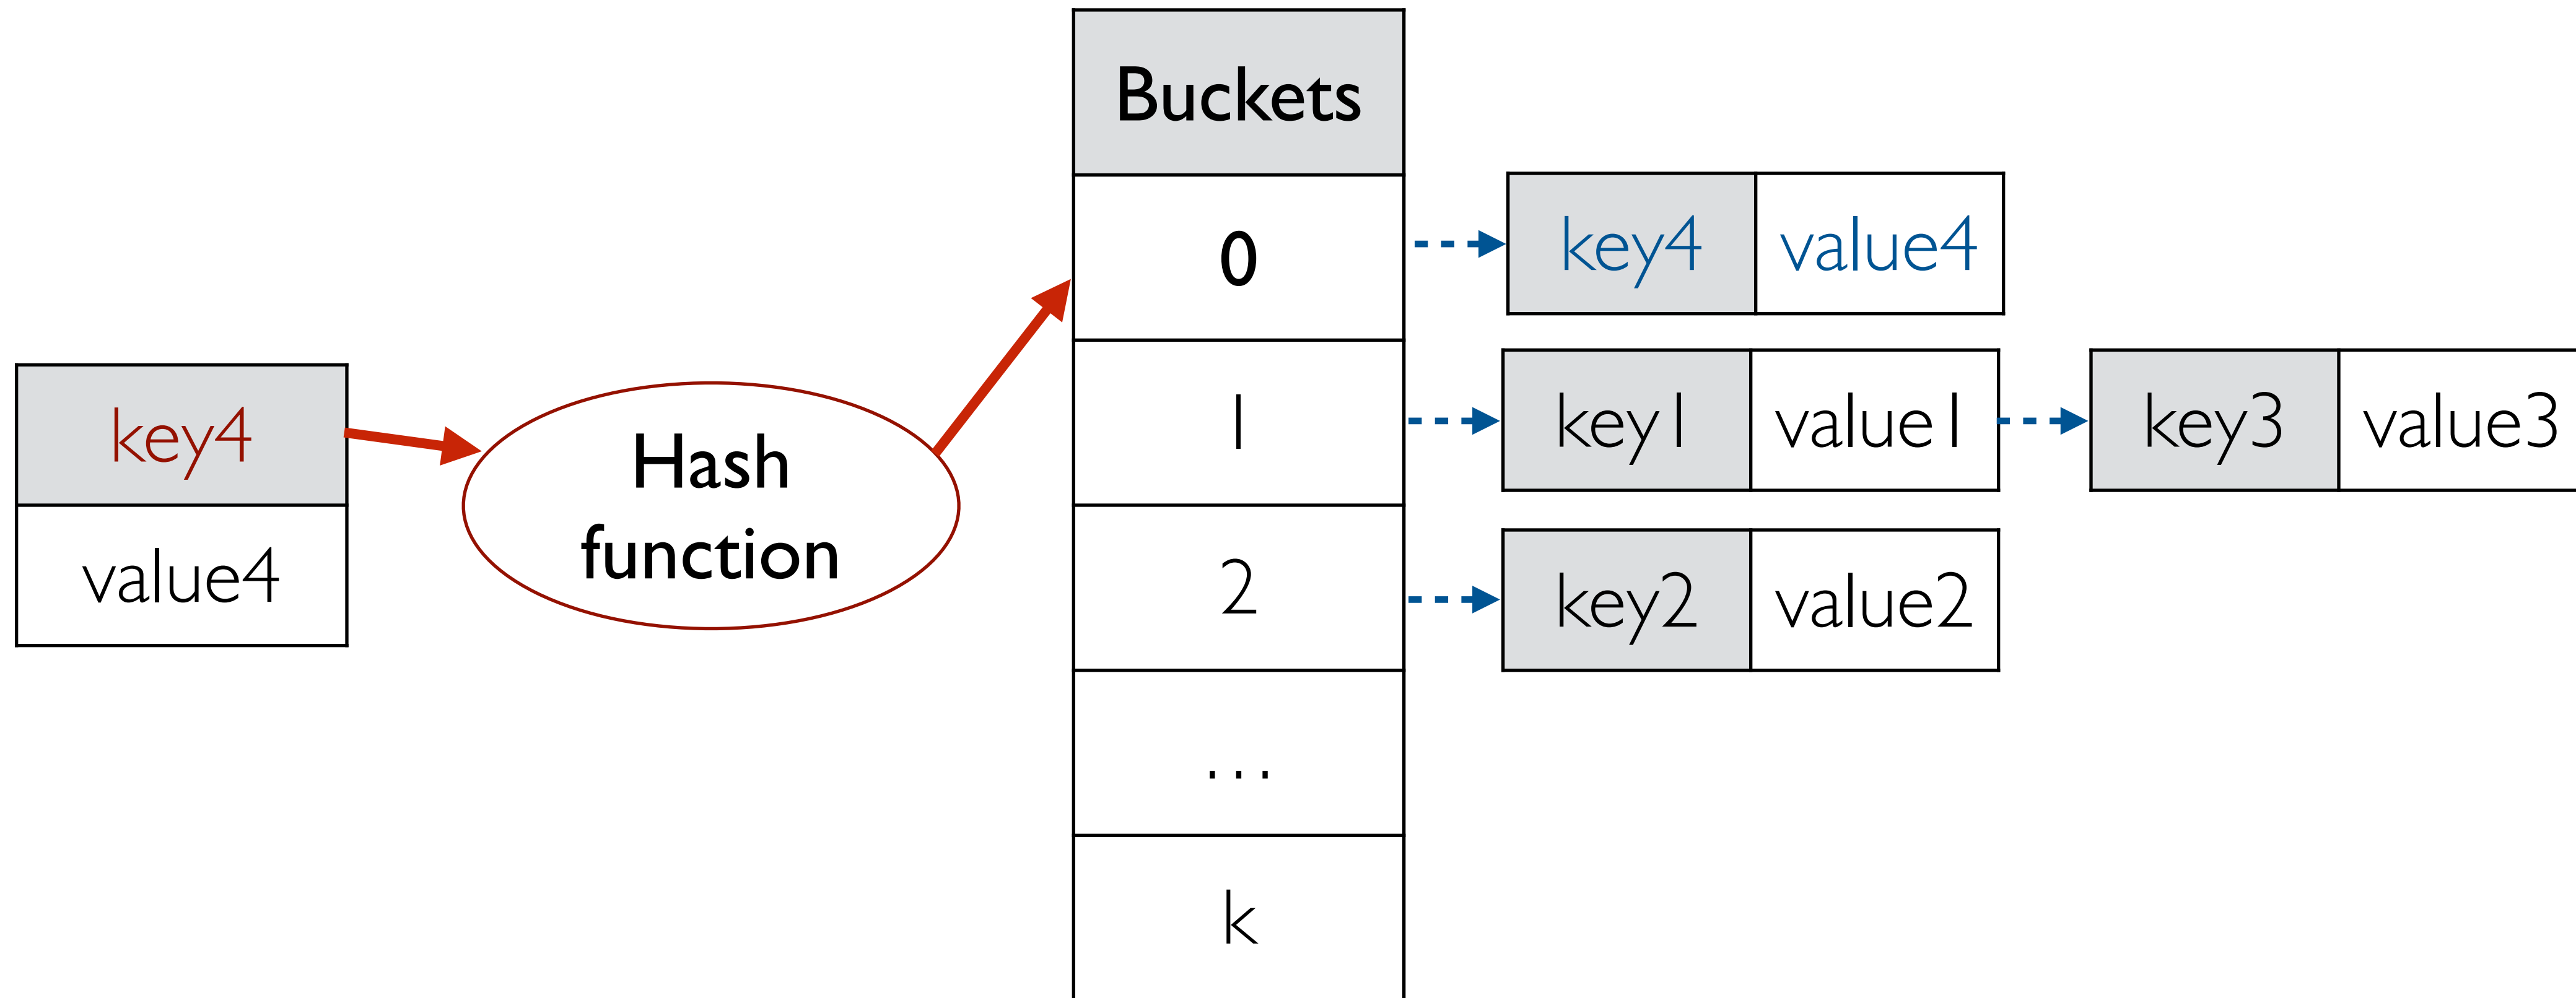 Buckets
0
key4 value4
key4
value4
Hash
function
1
key1 value1
key3 value3
2
key2 value2
...
k